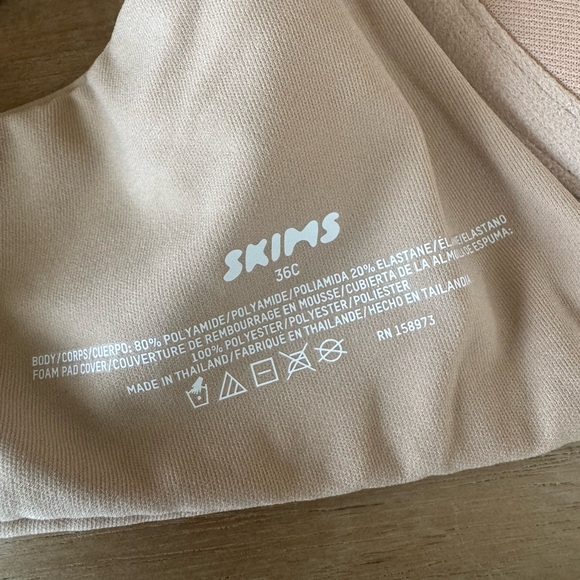 SKIMS
36C
BODY/CORPS/CUERPO: 80% POLYAMIDE/POLYAMIDE/POLIAMIDA 20% ELASTANE/ELASTANO
FOAM PAD COVER/COUVERTURE DE REMBOURRAGE EN MOUSSE/CUBIERTA DE LA DE ESPUMA:
100% POLYESTER/POLYESTER/POLIESTER
MADE IN THAILAND/FABRIQUE EN THAILANDE/HECHO EN TAILANDIA
RN 158973